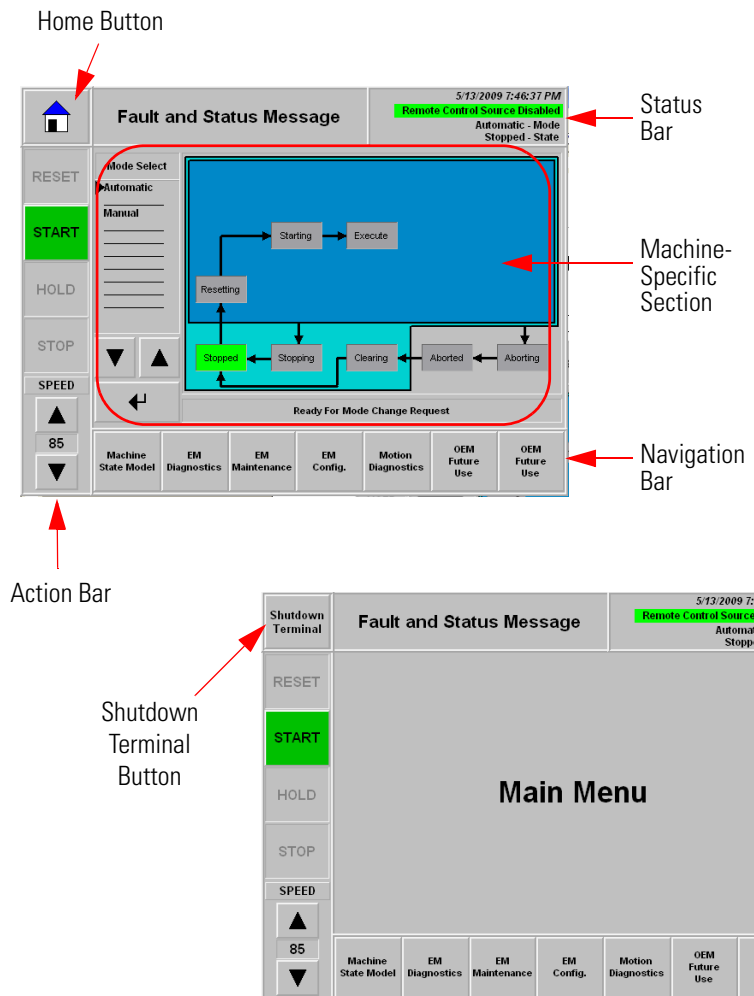 Home Button
Fault and Status Message
5/13/2009 7:46:37 PM
Remote Control Source Disabled
Automatic - Mode
Stopped - State
Status
Bar
RESET
START
HOLD
STOP
SPEED
85
Mode Select
Automatic
Manual
Starting
Execute
Resetting
Stopped
Stopping
Clearing
Aborted
Aborting
Ready For Mode Change Request
Machine-
Specific
Section
Machine
State Model
EM
Diagnostics
EM
Maintenance
EM
Config.
Motion
Diagnostics
OEM
Future
Use
OEM
Future
Use
Navigation
Bar
Action Bar
Shutdown
Terminal
Fault and Status Message
5/13/2009 7:
Remote Control Source
Automat
Stoppe
Shutdown
Terminal
Button
RESET
START
HOLD
STOP
SPEED
85
Main Menu
Machine
State Model
EM
Diagnostics
EM
Maintenance
EM
Config.
Motion
Diagnostics
OEM
Future
Use